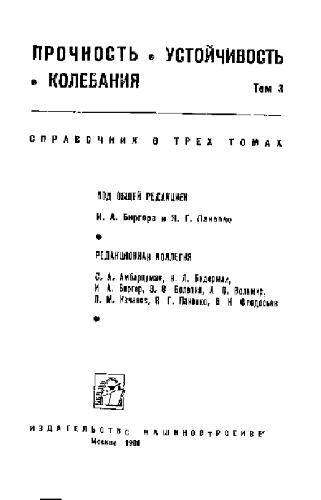 ПРОЧНОСТЬ • УСТОЙЧИВОСТЬ
• КОЛЕБАНИЯ
Том 3
СПРАВОЧНИК В ТРЕХ ТОМАХ
ПОД ОБЩЕЙ РЕДАКЦИЕЙ
И. А. Биргера и Я. Г. Пановко
•
РЕДАКЦИОННАЯ КОЛЛЕГИЯ
С. А. Амбарцумян, В. Л. Бидерман,
И. А. Биргер, В. В. Болотин, А. С. Вольмир,
Л. М. Качанов, Я. Г. Пановко, В. И. Феодосьев
•
ИЗДАТЕЛЬСТВО „МАШИНОСТРОЕНИЕ"
Москва 1968